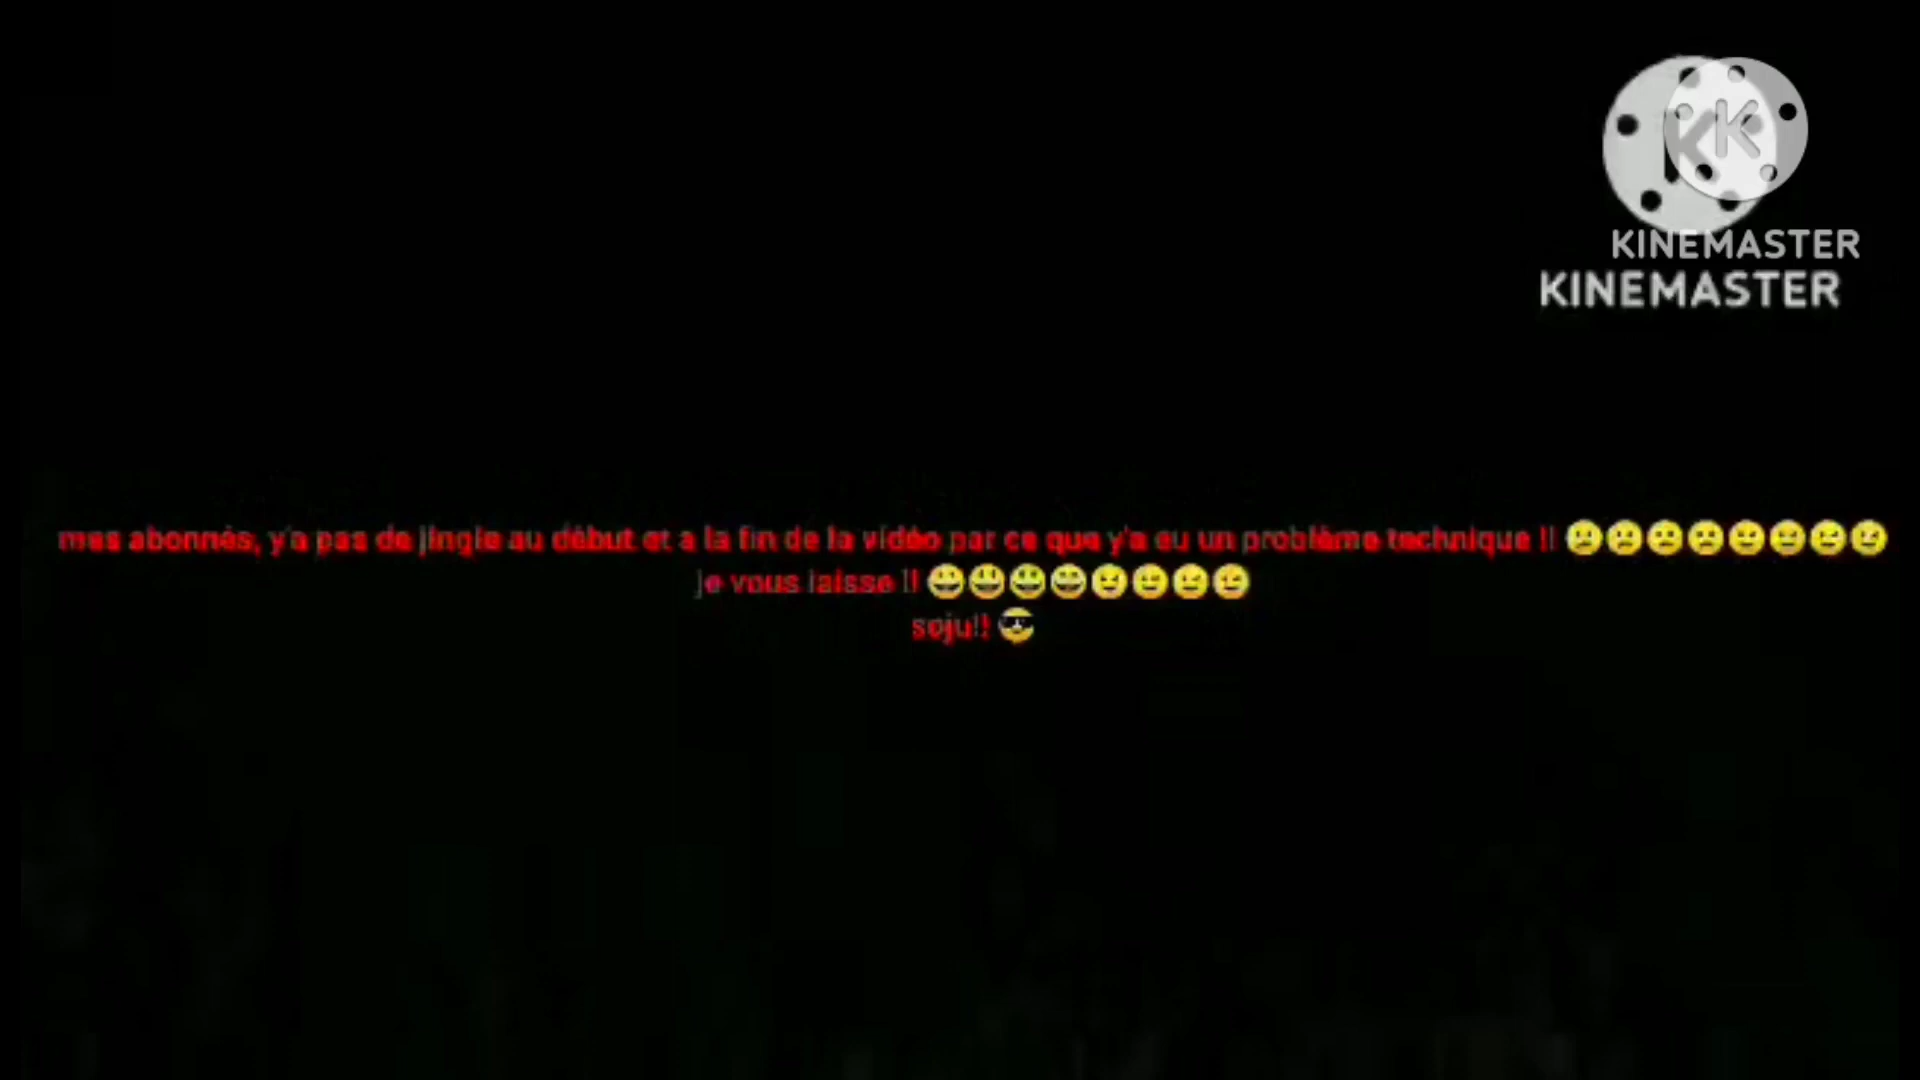 KINEMASTER
KINEMASTER
mes abonnés, y'a pas de jingle au début et a la fin de la vidéo par ce que y'a eu un problème technique !! 🙁🙁🙁🙁😀😀😉😉
je vous laisse !! 😀😀😀😀😉😉😉😉
soju!! 😎